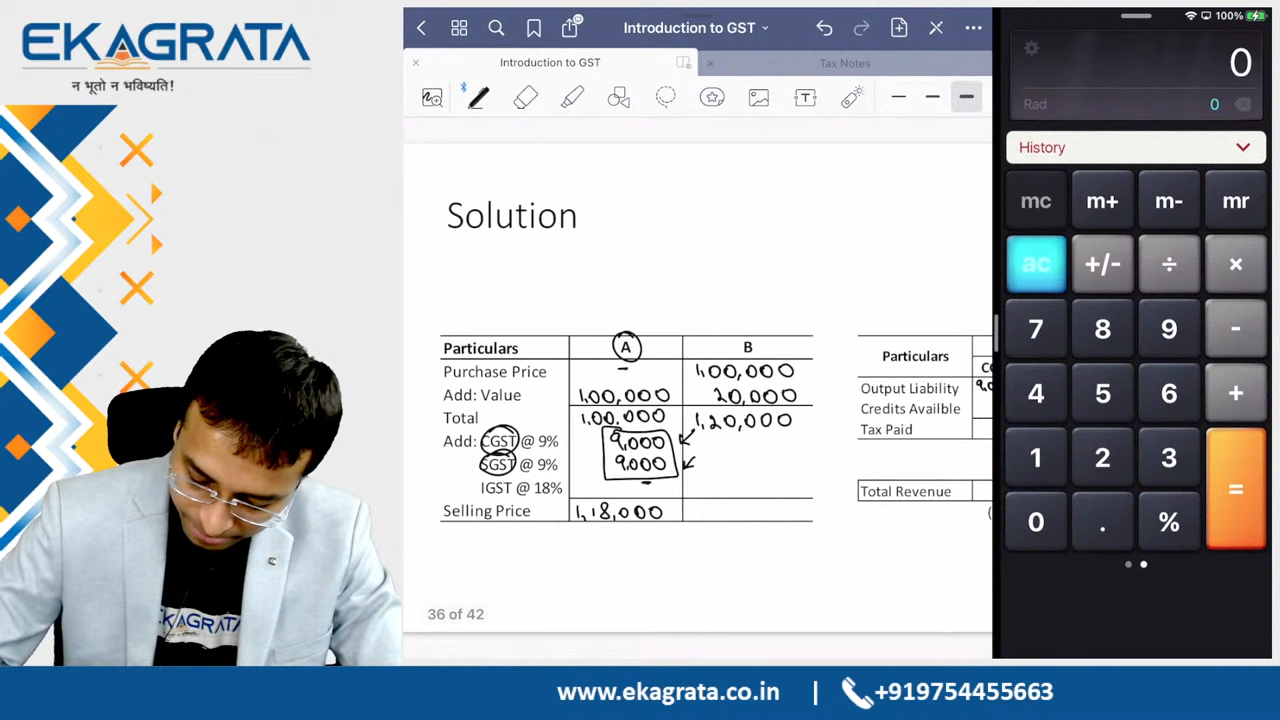 EKAGRATA
न भूतो न भविष्यति!
Introduction to GST
100%
Introduction to GST
Tax Notes
Solution
Particulars A B
Purchase Price - 1,00,000
Add: Value 1,00,000 20,000
Total 1,00,000 1,20,000
Add: CGST @ 9% 9,000
SGST @ 9% 9,000
IGST @ 18% -
Selling Price 1,18,000
Particulars
Output Liability
Credits Availble
Tax Paid
Total Revenue
36 of 42
0
Rad 0
History
mc m+ m- mr
ac +/- ÷ ×
7 8 9 -
4 5 6 +
1 2 3 =
0 . %
EKAGRATA
www.ekagrata.co.in | +919754455663